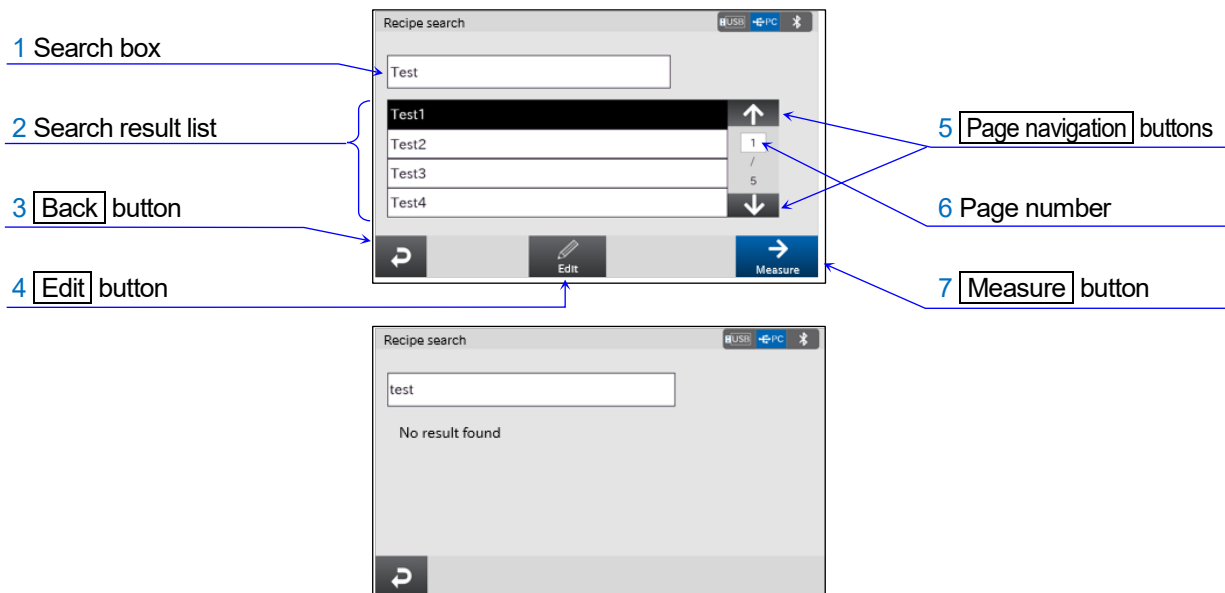 1 Search box
2 Search result list
3 Back button
4 Edit button
Recipe search
USB PC
Test
Test1
Test2
Test3
Test4
1
/
5
Edit
Measure
5 Page navigation buttons
6 Page number
7 Measure button
Recipe search
USB PC
test
No result found